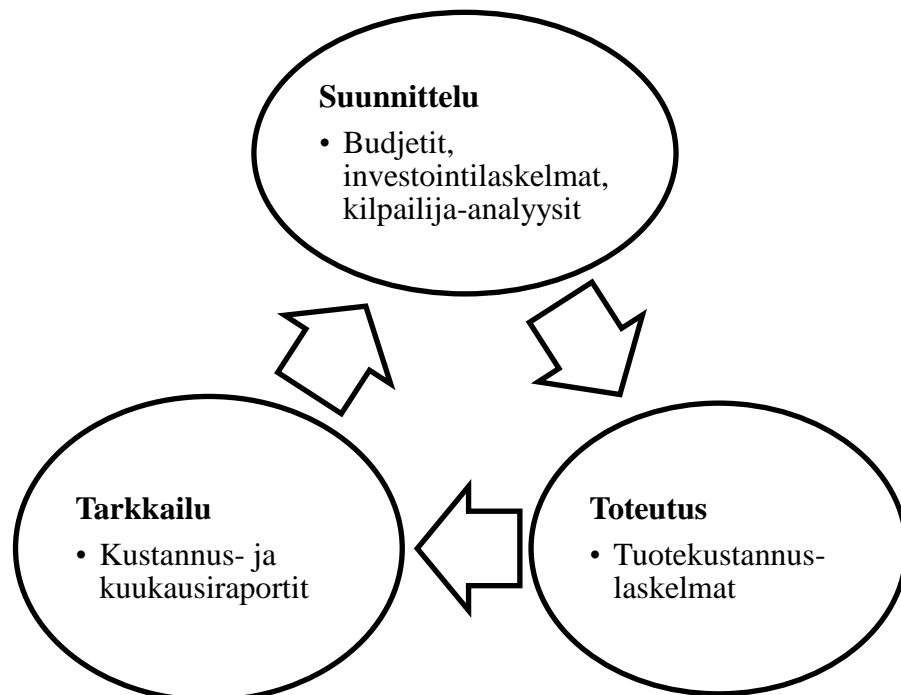 Suunnittelu
• Budjetit,
investointilaskelmat,
kilpailija-analyysit
Tarkkailu
• Kustannus- ja
kuukausiraportit
Toteutus
• Tuotekustannus-
laskelmat